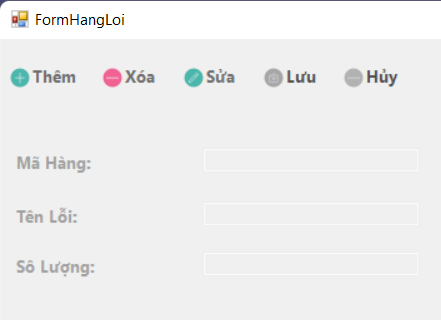 FormHangLoi
Thêm Xóa Sửa Lưu Hủy
Mã Hàng:
Tên Lỗi:
Sô Lượng: